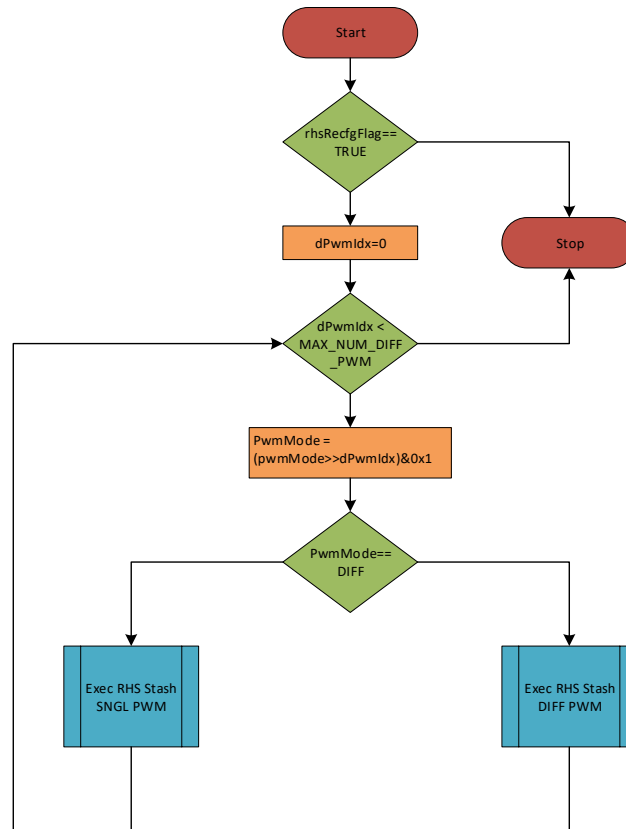 Start
rhsRecfgFlag==
TRUE
dPwmIdx=0
Stop
dPwmIdx <
MAX_NUM_DIFF
_PWM
PwmMode =
(pwmMode>>dPwmIdx)&0x1
PwmMode==
DIFF
Exec RHS Stash
SNGL PWM
Exec RHS Stash
DIFF PWM